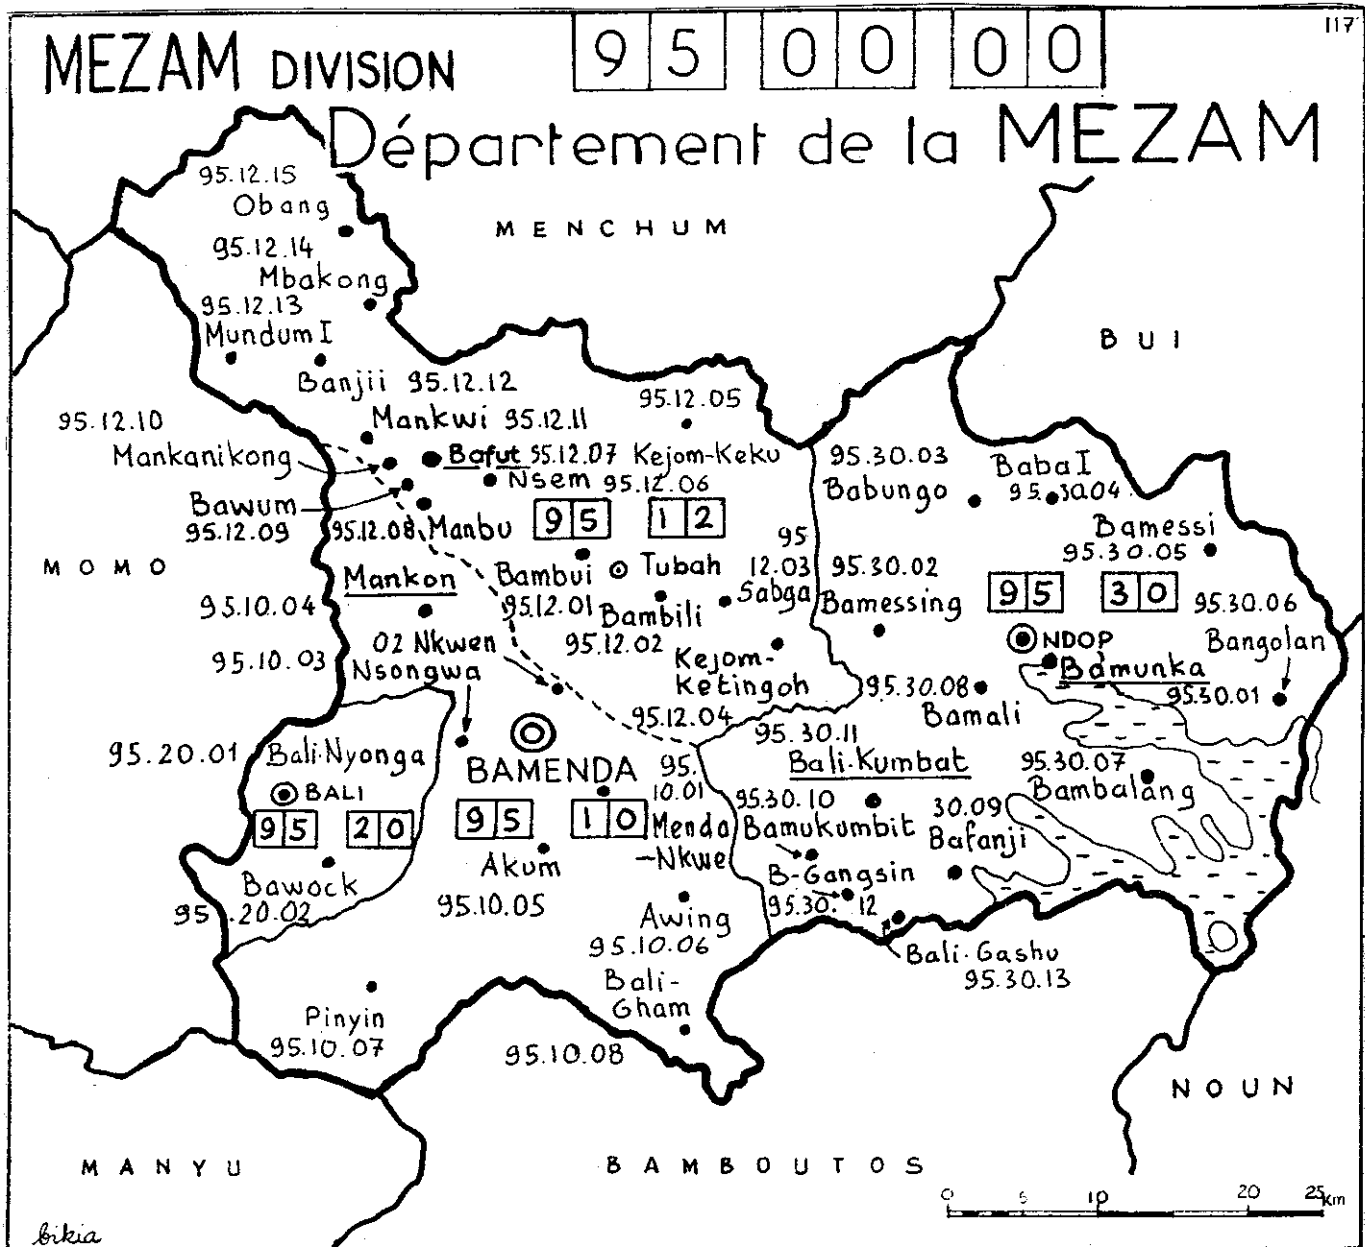 117
MEZAM DIVISION 95 00 00
Département de la MEZAM
95.12.15
Obang
MENCHUM
95.12.14
Mbakong
95.12.13
Mundum I
BUI
Banjii 95.12.12
95.12.05
95.12.10
Mankwi 95.12.11
Mankanikong
Bafut 95.12.07 Kejom-Keku
95.30.03
Baba I
Nsem 95.12.06
Babungo
95.30.04
Bawum
95.12.09
95.12.08 Manbu
95 12
Bamessi
95.30.05
MOMO
Mankon
Bambui
Tubah
95
12.03
Sabga
95.30.02
Bamessing
95 30
95.30.06
95.10.04
95.12.01
Bambili
95.12.02
NDOP
Bangolan
02 Nkwen
95.10.03
Nsongwa
Kejom-
Ketingoh
Bamunka
95.30.08
95.30.01
Bamali
95.12.04
95.30.11
95.20.01
Bali-Nyonga
BAMENDA
95.
10.01
Bali-Kumbat
95.30.07
Bambalang
BALI
95 20
95 10
Menda
-Nkwe
95.30.10
Bamukumbit
30.09
Bafanji
Akum
B-Gangsin
Bawock
95.20.02
95.10.05
Awing
95.30. 12
95.10.06
Bali-Gashu
95.30.13
Bali-
Gham
Pinyin
95.10.07
95.10.08
NOUN
MANYU
BAMBOUTOS
0 5 10 20 25 Km
bikia